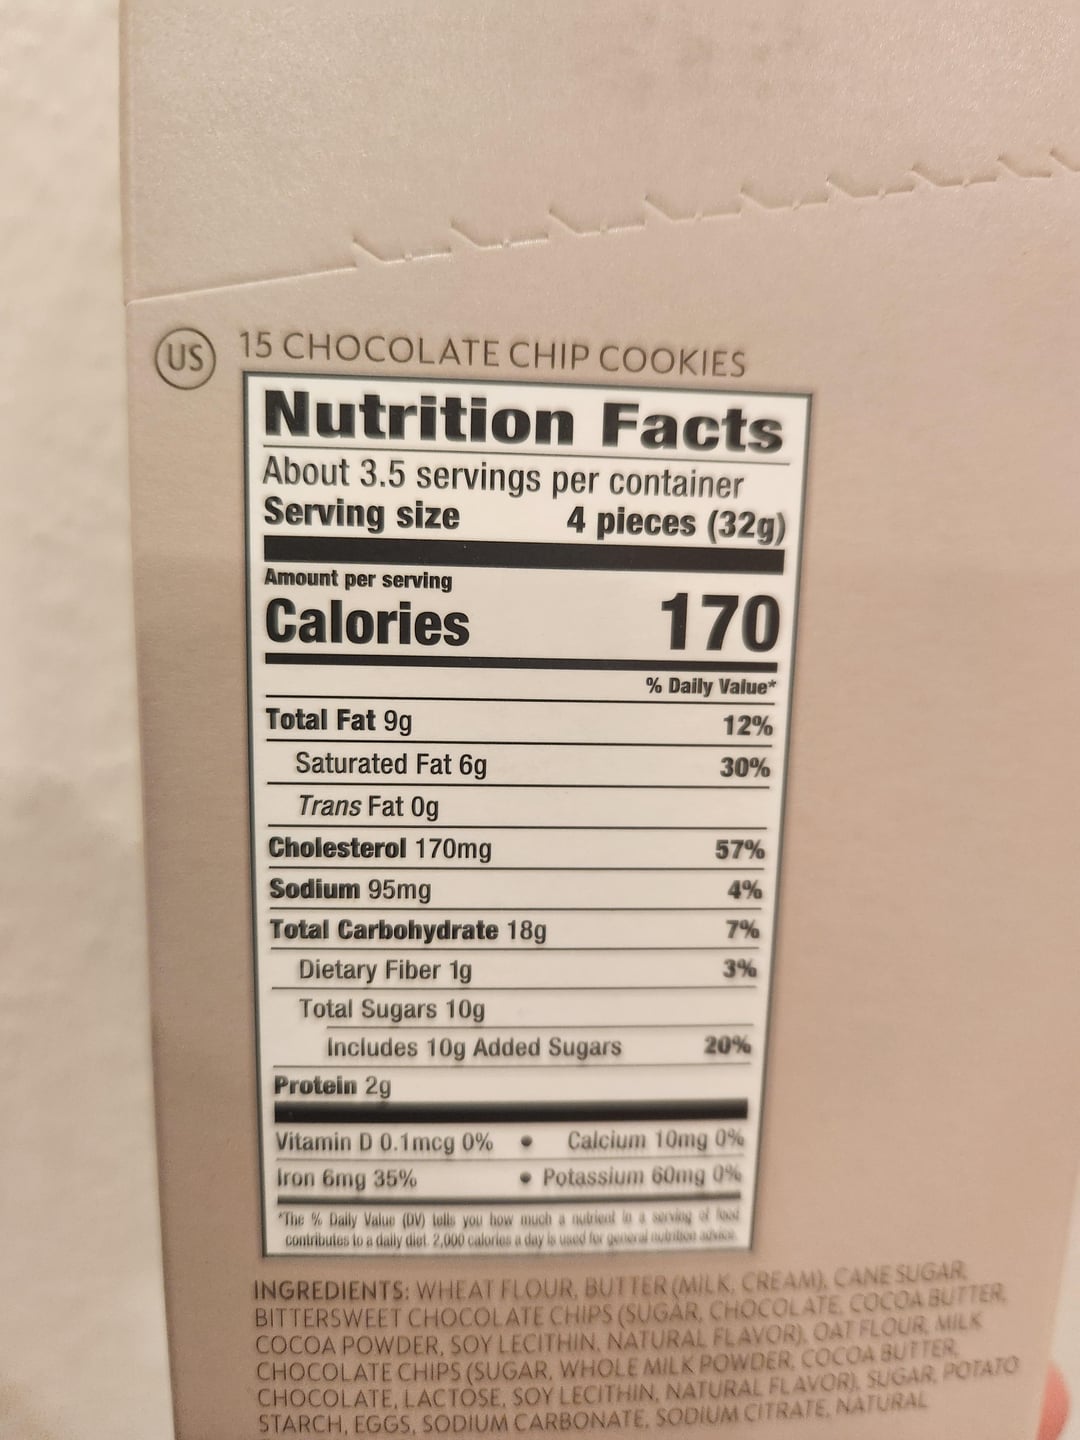 US
15 CHOCOLATE CHIP COOKIES
Nutrition Facts
About 3.5 servings per container
Serving size 4 pieces (32g)
Amount per serving
Calories 170
% Daily Value*
Total Fat 9g 12%
Saturated Fat 6g 30%
Trans Fat 0g
Cholesterol 170mg 57%
Sodium 95mg 4%
Total Carbohydrate 18g 7%
Dietary Fiber 1g 3%
Total Sugars 10g
Includes 10g Added Sugars 20%
Protein 2g
Vitamin D 0.1mcg 0% • Calcium 10mg 0%
Iron 6mg 35% • Potassium 60mg 0%
*The % Daily Value (DV) tells you how much a nutrient in a serving of food
contributes to a daily diet. 2,000 calories a day is used for general nutrition advice.
INGREDIENTS: WHEAT FLOUR, BUTTER (MILK, CREAM), CANE SUGAR,
BITTERSWEET CHOCOLATE CHIPS (SUGAR, CHOCOLATE, COCOA BUTTER,
COCOA POWDER, SOY LECITHIN, NATURAL FLAVOR), OAT FLOUR, MILK
CHOCOLATE CHIPS (SUGAR, WHOLE MILK POWDER, COCOA BUTTER,
CHOCOLATE, LACTOSE, SOY LECITHIN, NATURAL FLAVOR), SUGAR, POTATO
STARCH, EGGS, SODIUM CARBONATE, SODIUM CITRATE, NATURAL